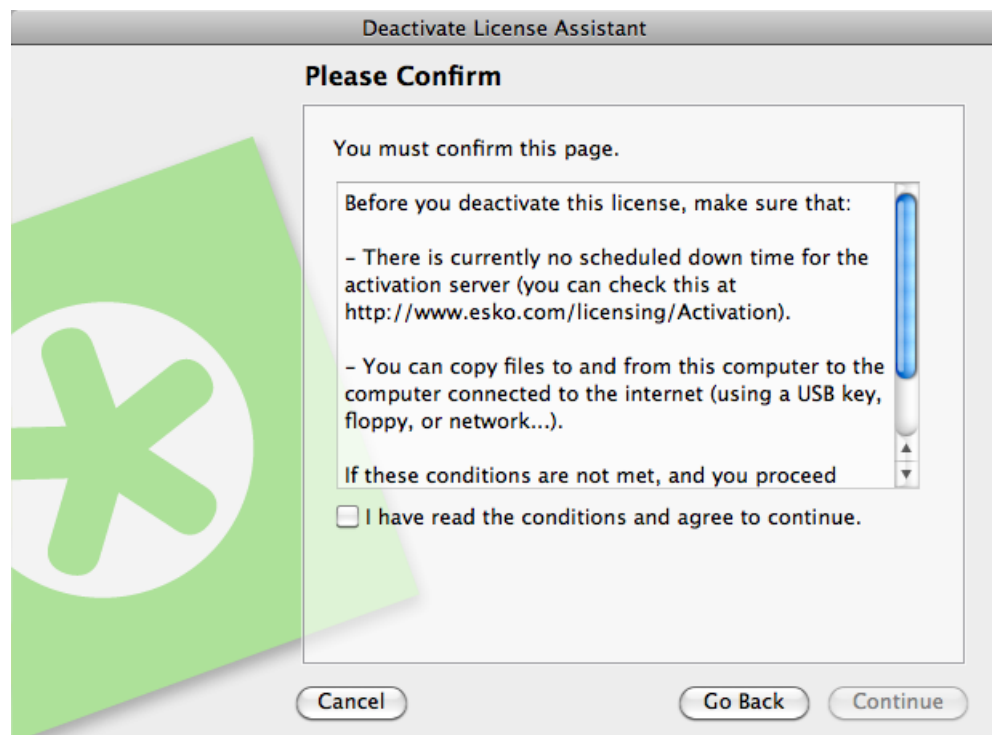 Deactivate License Assistant
Please Confirm
You must confirm this page.
Before you deactivate this license, make sure that:
– There is currently no scheduled down time for the
activation server (you can check this at
http://www.esko.com/licensing/Activation).
– You can copy files to and from this computer to the
computer connected to the internet (using a USB key,
floppy, or network...).
If these conditions are not met, and you proceed
I have read the conditions and agree to continue.
Cancel
Go Back
Continue